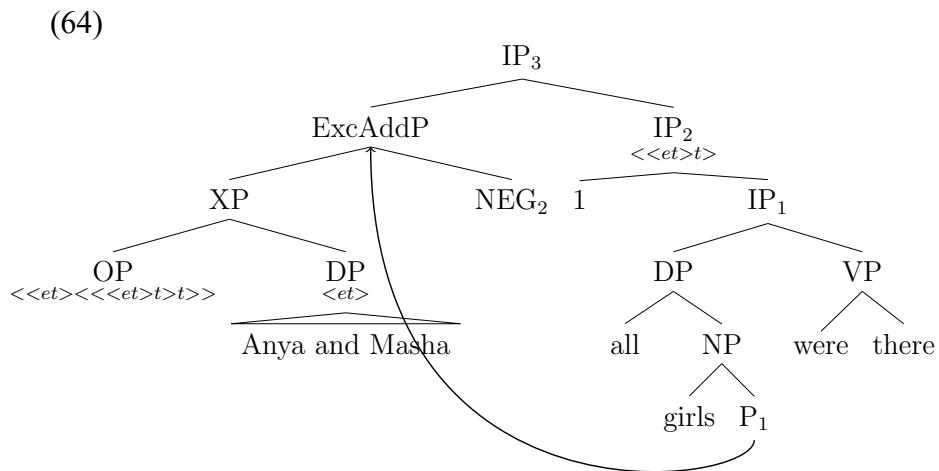 (64)
IP₃
ExcAddP IP₂
<<et>t>
XP NEG₂ 1 IP₁
OP DP DP VP
<<et><<<et>t>t>> <et>
Anya and Masha all NP were there
girls P₁